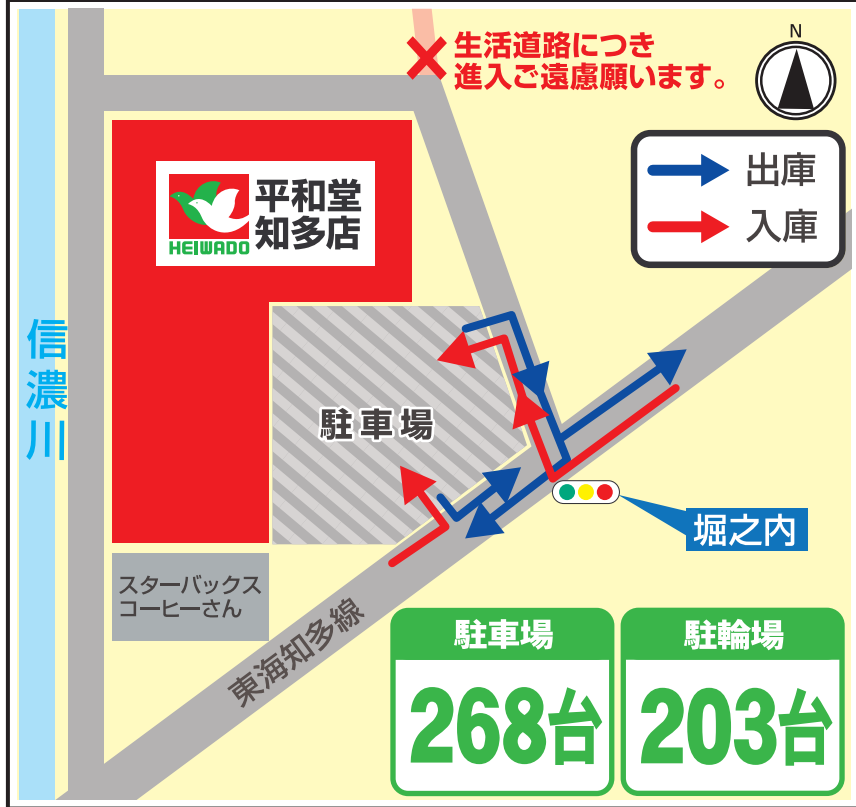 生活道路につき
進入ご遠慮願います。
N
出庫
入庫
HEIWADO
平和堂
知多店
信濃川
駐車場
堀之内
スターバックス
コーヒーさん
東海知多線
駐車場
268台
駐輪場
203台